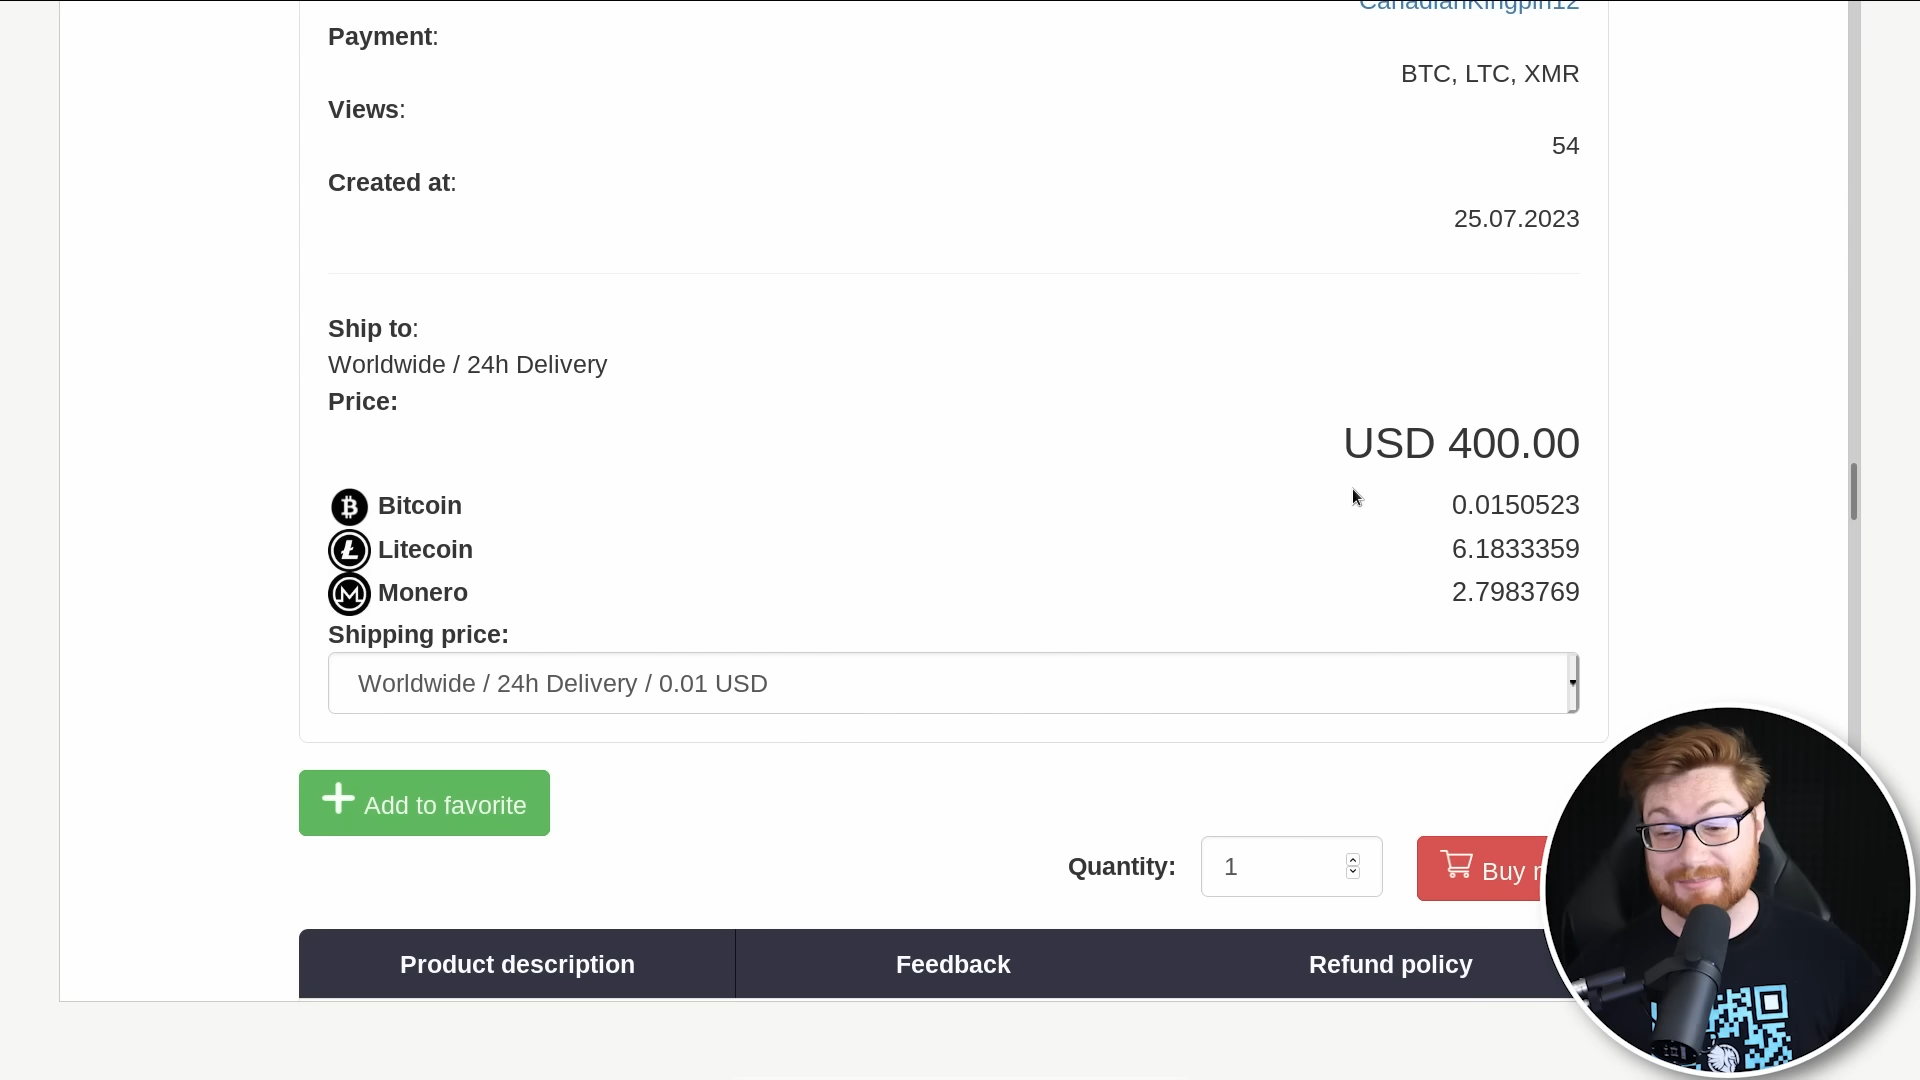 CanadianKingpin12
Payment:
BTC, LTC, XMR
Views:
54
Created at:
25.07.2023
Ship to:
Worldwide / 24h Delivery
Price:
USD 400.00
Bitcoin 0.0150523
Litecoin 6.1833359
Monero 2.7983769
Shipping price:
Worldwide / 24h Delivery / 0.01 USD
Add to favorite
Quantity: 1 Buy
Product description Feedback Refund policy